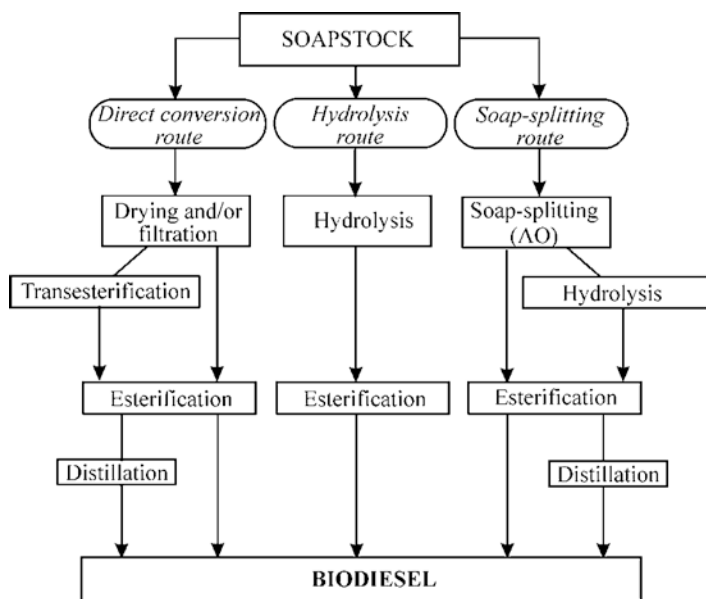 SOAPSTOCK
Direct conversion
route
Hydrolysis
route
Soap-splitting
route
Drying and/or
filtration
Hydrolysis
Soap-splitting
(AO)
Transesterification
Hydrolysis
Esterification
Esterification
Esterification
Distillation
Distillation
BIODIESEL